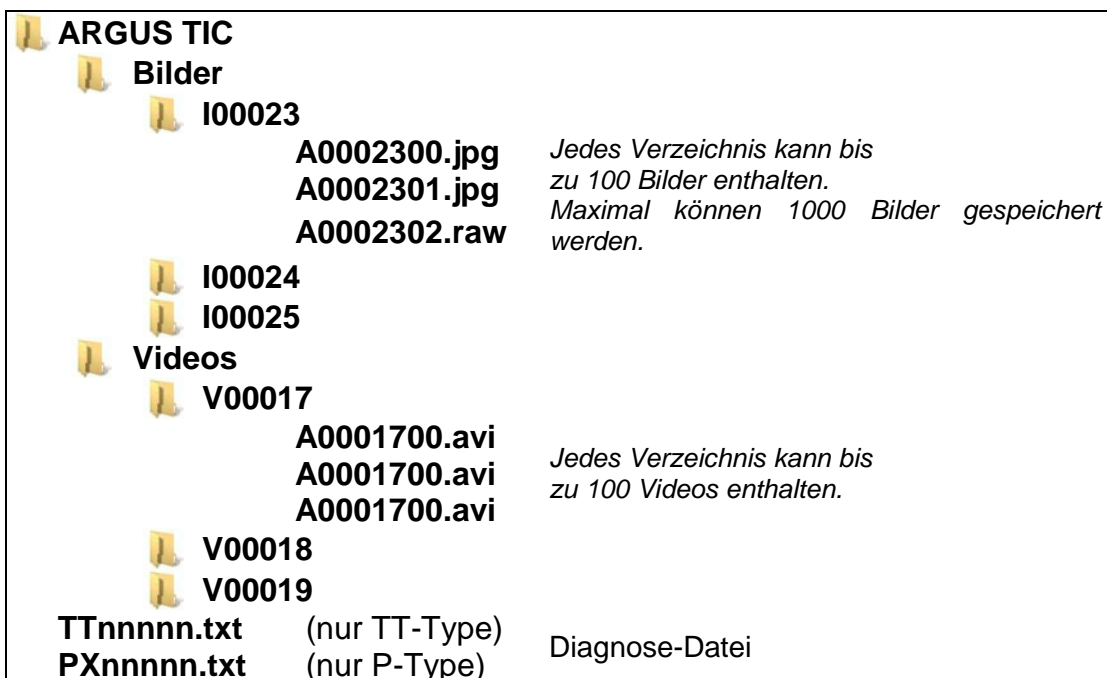 ARGUS TIC
Bilder
I00023
A0002300.jpg
A0002301.jpg
A0002302.raw
Jedes Verzeichnis kann bis
zu 100 Bilder enthalten.
Maximal können 1000 Bilder gespeichert
werden.
I00024
I00025
Videos
V00017
A0001700.avi
A0001700.avi
A0001700.avi
Jedes Verzeichnis kann bis
zu 100 Videos enthalten.
V00018
V00019
TTnnnnn.txt (nur TT-Type)
PXnnnnn.txt (nur P-Type)
Diagnose-Datei